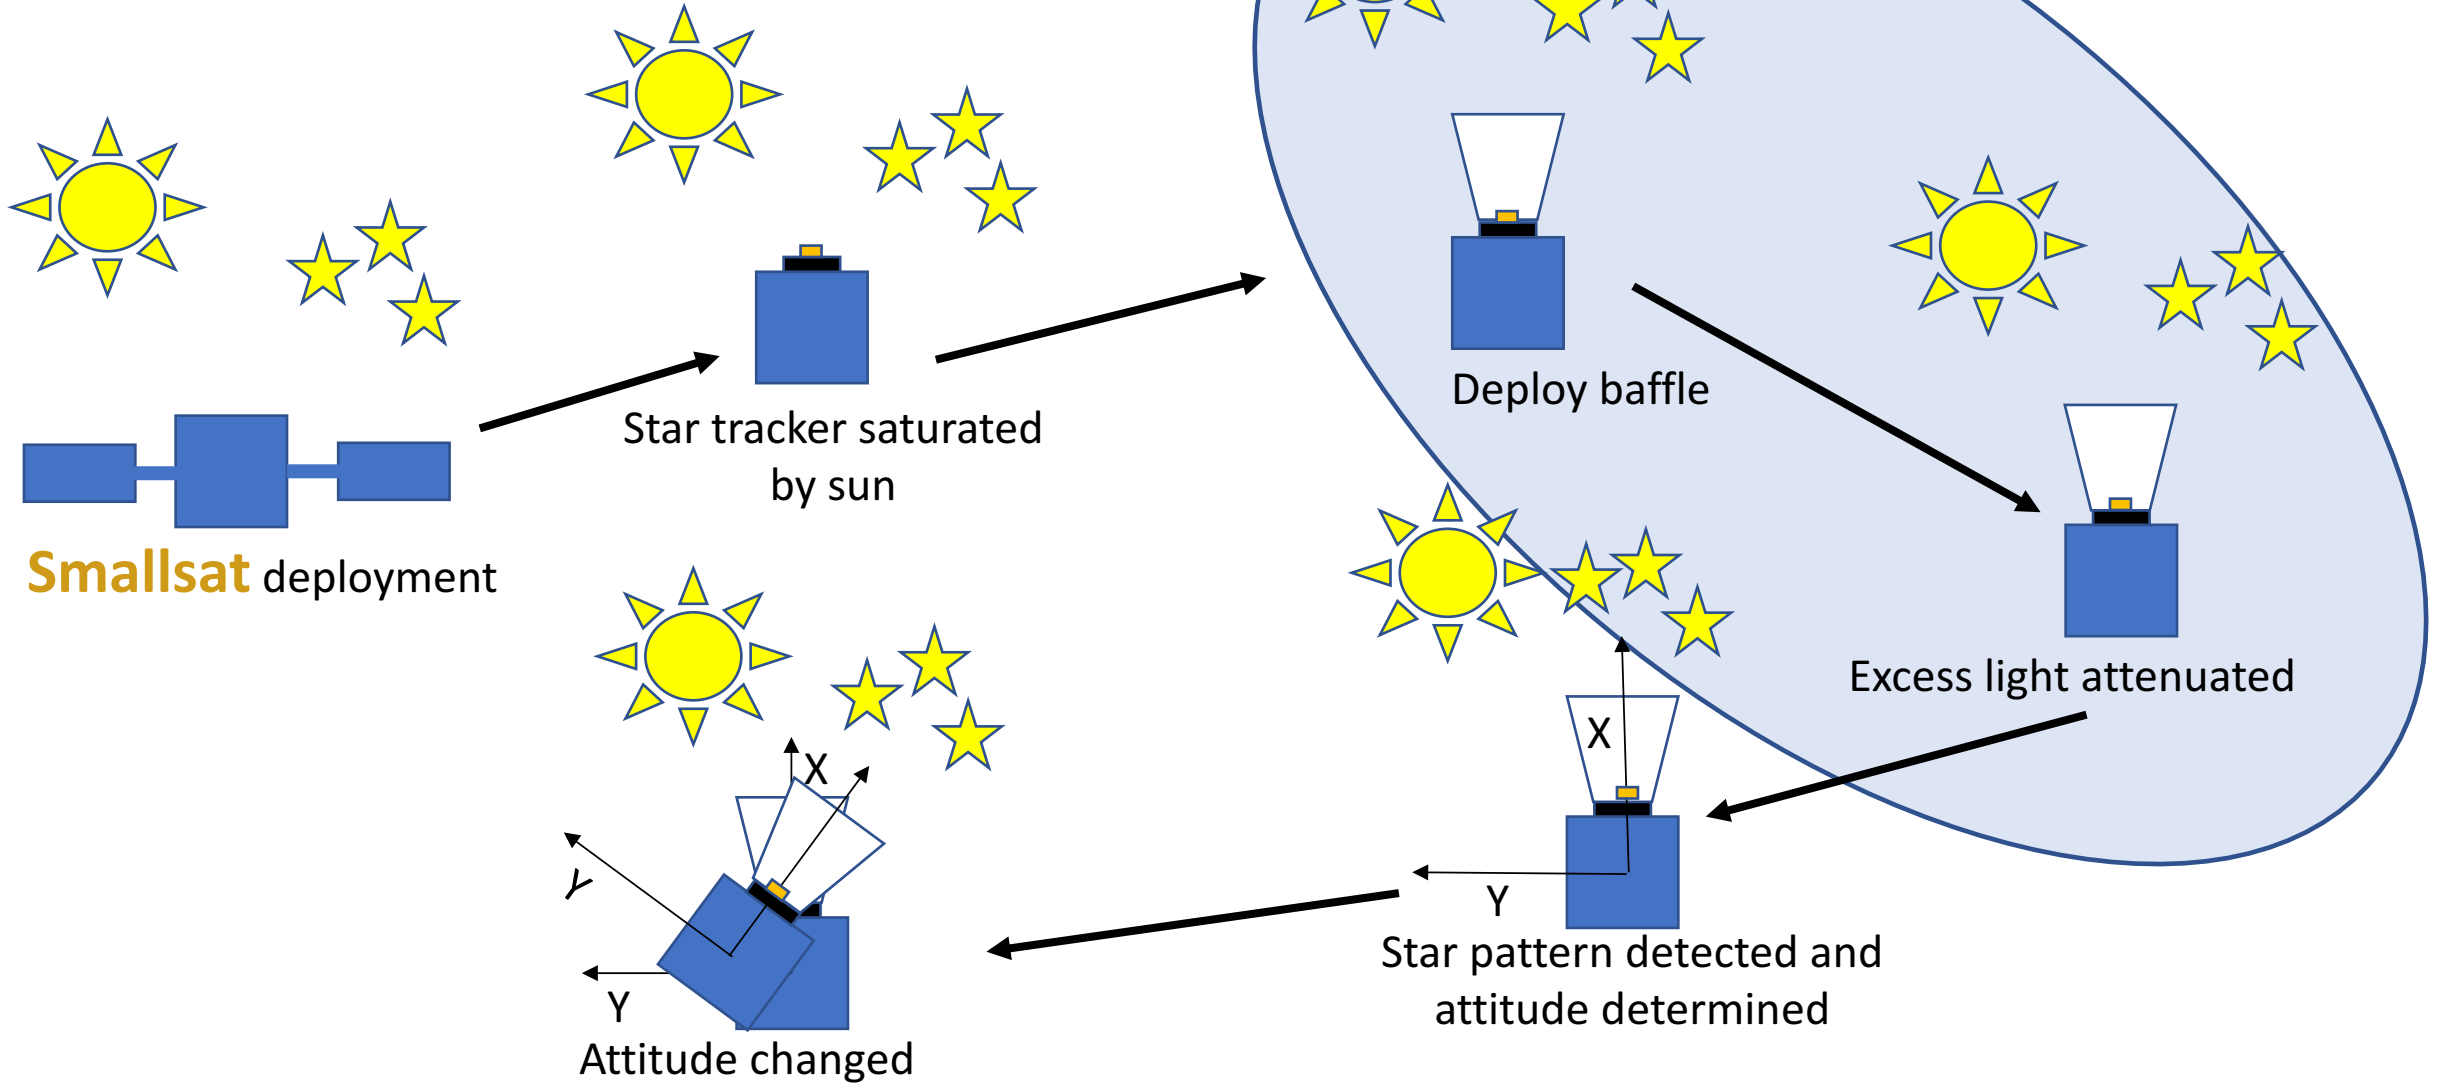 Smallsat deployment
Star tracker saturated
by sun
Deploy baffle
Excess light attenuated
X
Y
Star pattern detected and
attitude determined
X
Y
Y
Attitude changed